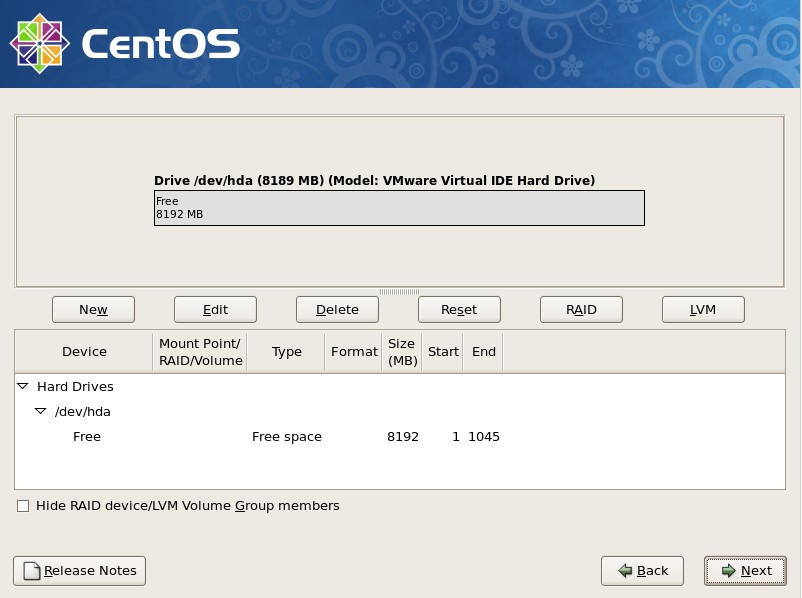 CentOS
Drive /dev/hda (8189 MB) (Model: VMware Virtual IDE Hard Drive)
Free
8192 MB
New Edit Delete Reset RAID LVM
Device Mount Point/ RAID/Volume Type Format Size (MB) Start End
Hard Drives
/dev/hda
Free Free space 8192 1 1045
Hide RAID device/LVM Volume Group members
Release Notes Back Next